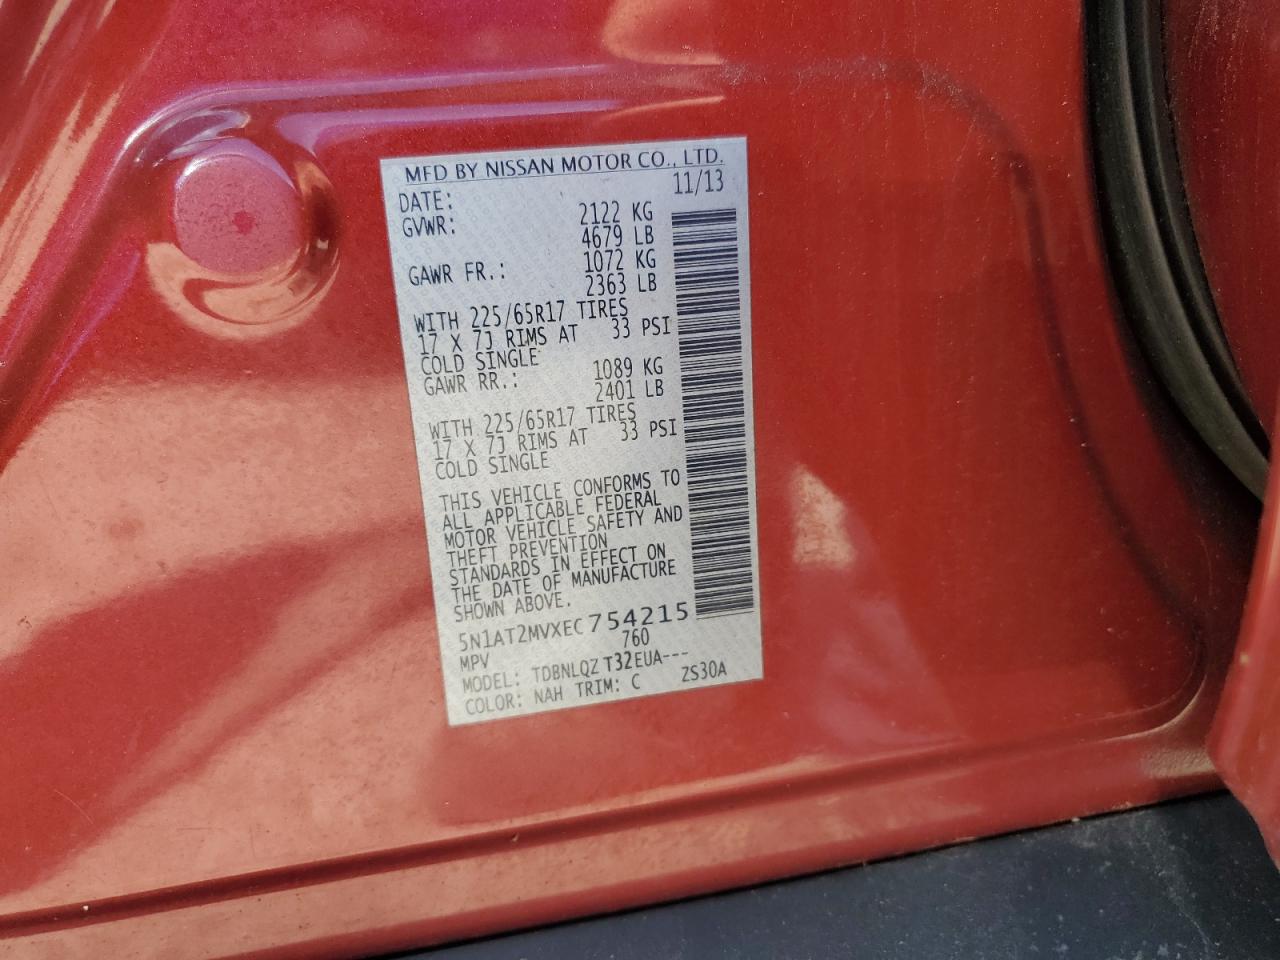 MFD BY NISSAN MOTOR CO., LTD.
DATE: 11/13
GVWR: 2122 KG
4679 LB
GAWR FR.: 1072 KG
2363 LB
WITH 225/65R17 TIRES
17 X 7J RIMS AT 33 PSI
COLD SINGLE
GAWR RR.: 1089 KG
2401 LB
WITH 225/65R17 TIRES
17 X 7J RIMS AT 33 PSI
COLD SINGLE
THIS VEHICLE CONFORMS TO
ALL APPLICABLE FEDERAL
MOTOR VEHICLE SAFETY AND
THEFT PREVENTION
STANDARDS IN EFFECT ON
THE DATE OF MANUFACTURE
SHOWN ABOVE.
5N1AT2MVXEC754215
MPV 760
MODEL: TDBNLQZ T32EUA---
COLOR: NAH TRIM: C ZS30A